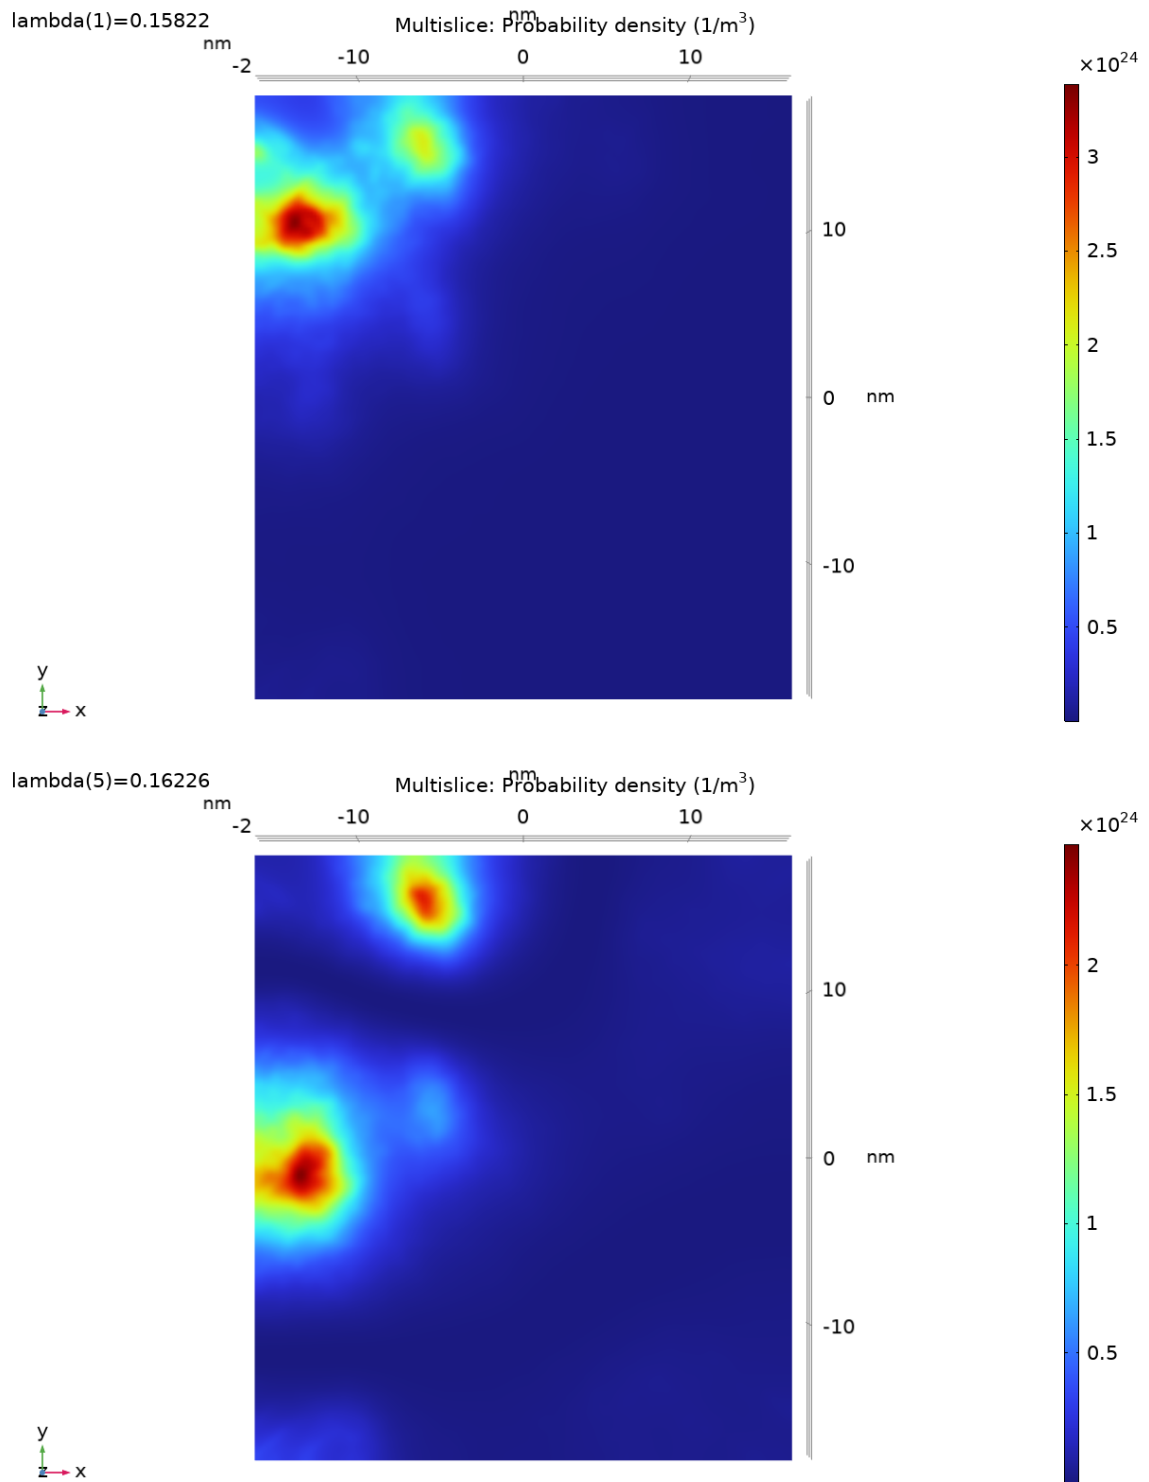 lambda(1)=0.15822
nm
Multislice: Probability density (1/m³)
nm
-2 -10 0 10
×10²⁴
3
2.5
2
1.5
1
0.5
10
0 nm
-10
y
z x
lambda(5)=0.16226
nm
Multislice: Probability density (1/m³)
nm
-2 -10 0 10
×10²⁴
2
1.5
1
0.5
10
0 nm
-10
y
z x